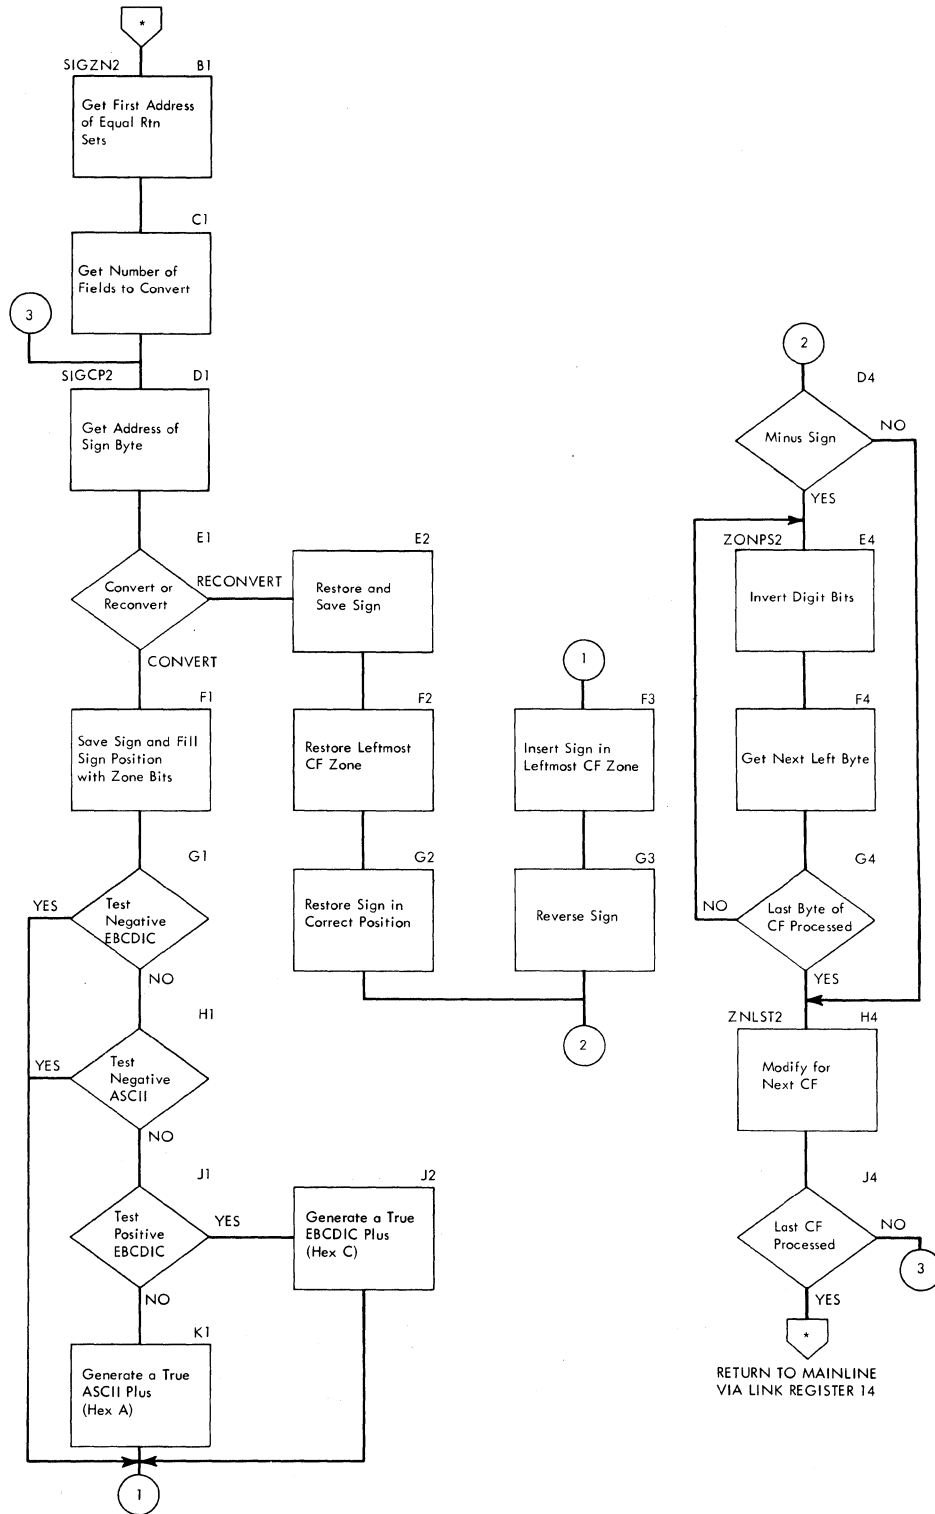 *
SIGZN2 B1
Get First Address
of Equal Rtn
Sets
C1
Get Number of
Fields to Convert
3
SIGCP2 D1
Get Address of
Sign Byte
E1
Convert or
Reconvert
RECONVERT
CONVERT
F1
Save Sign and Fill
Sign Position
with Zone Bits
G1
YES
Test
Negative
EBCDIC
NO
H1
YES
Test
Negative
ASCII
NO
J1
Test
Positive
EBCDIC
YES
NO
K1
Generate a True
ASCII Plus
(Hex A)
1
E2
Restore and
Save Sign
F2
Restore Leftmost
CF Zone
G2
Restore Sign in
Correct Position
J2
Generate a True
EBCDIC Plus
(Hex C)
1
F3
Insert Sign in
Leftmost CF Zone
G3
Reverse Sign
2
2
D4
Minus Sign
NO
YES
ZONPS2 E4
Invert Digit Bits
F4
Get Next Left Byte
G4
NO
Last Byte of
CF Processed
YES
ZNLST2 H4
Modify for
Next CF
J4
Last CF
Processed
NO
3
YES
*
RETURN TO MAINLINE
VIA LINK REGISTER 14